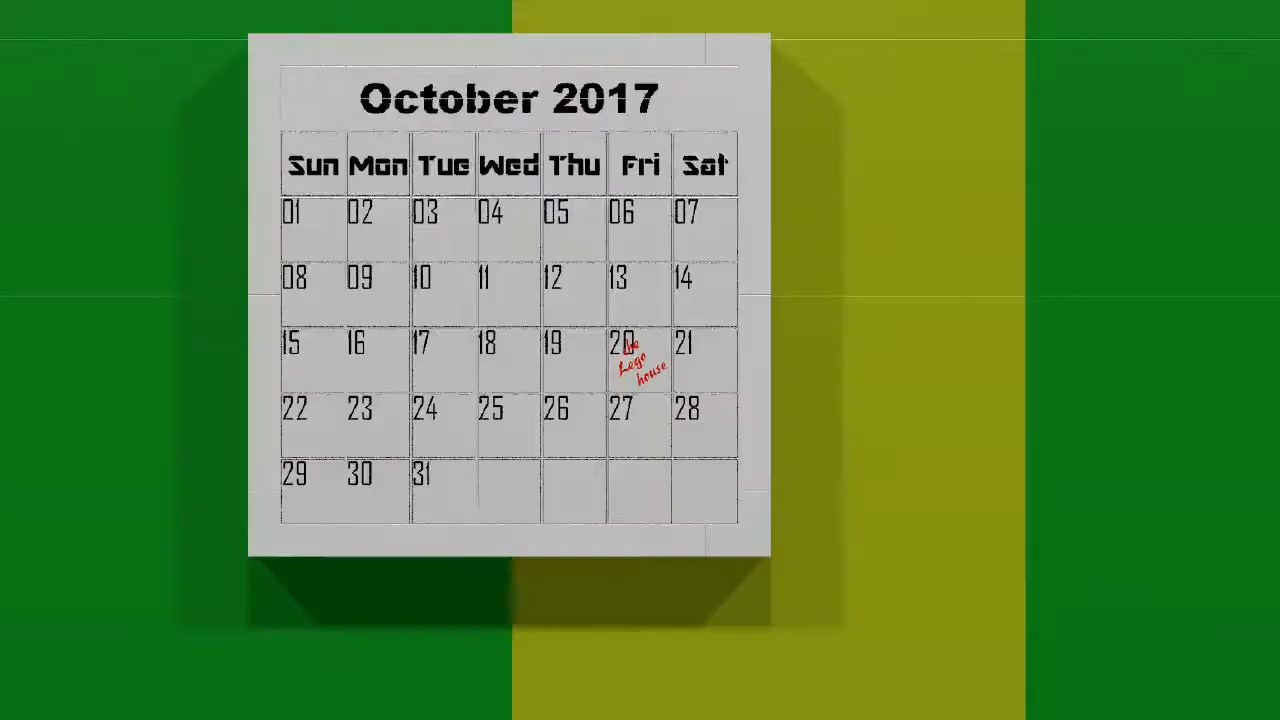 October 2017
Sun Mon Tue Wed Thu Fri Sat
01 02 03 04 05 06 07
08 09 10 11 12 13 14
15 16 17 18 19 20 21
the
Lego
house
22 23 24 25 26 27 28
29 30 31